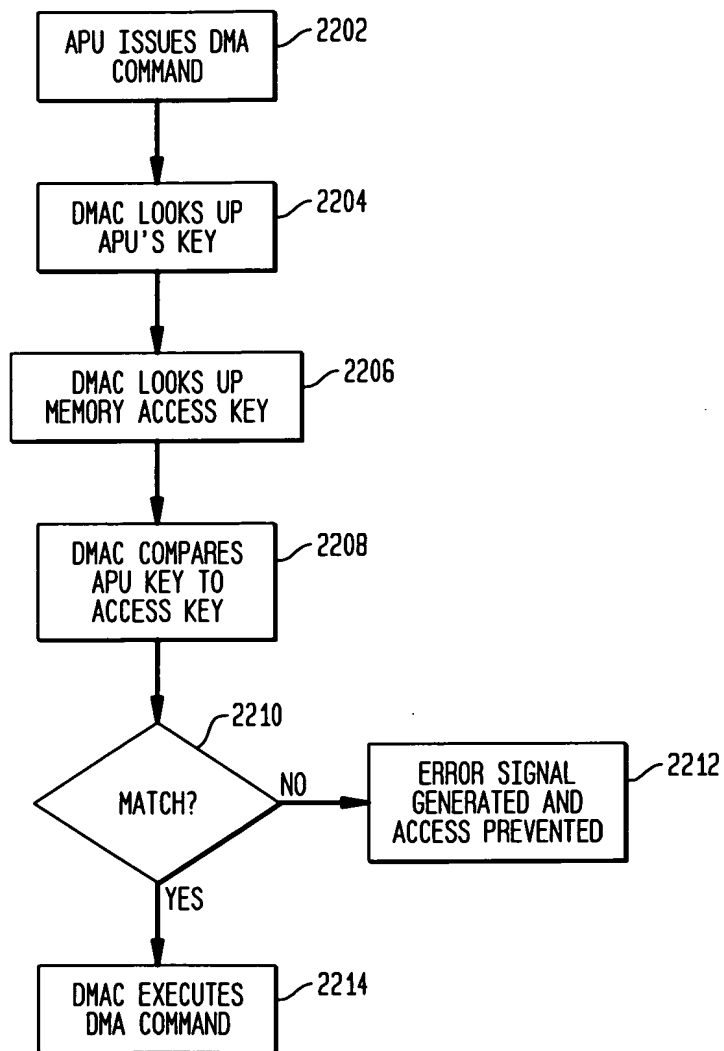 APU ISSUES DMA
COMMAND
2202
DMAC LOOKS UP
APU'S KEY
2204
DMAC LOOKS UP
MEMORY ACCESS KEY
2206
DMAC COMPARES
APU KEY TO
ACCESS KEY
2208
MATCH?
2210
NO
ERROR SIGNAL
GENERATED AND
ACCESS PREVENTED
2212
YES
DMAC EXECUTES
DMA COMMAND
2214